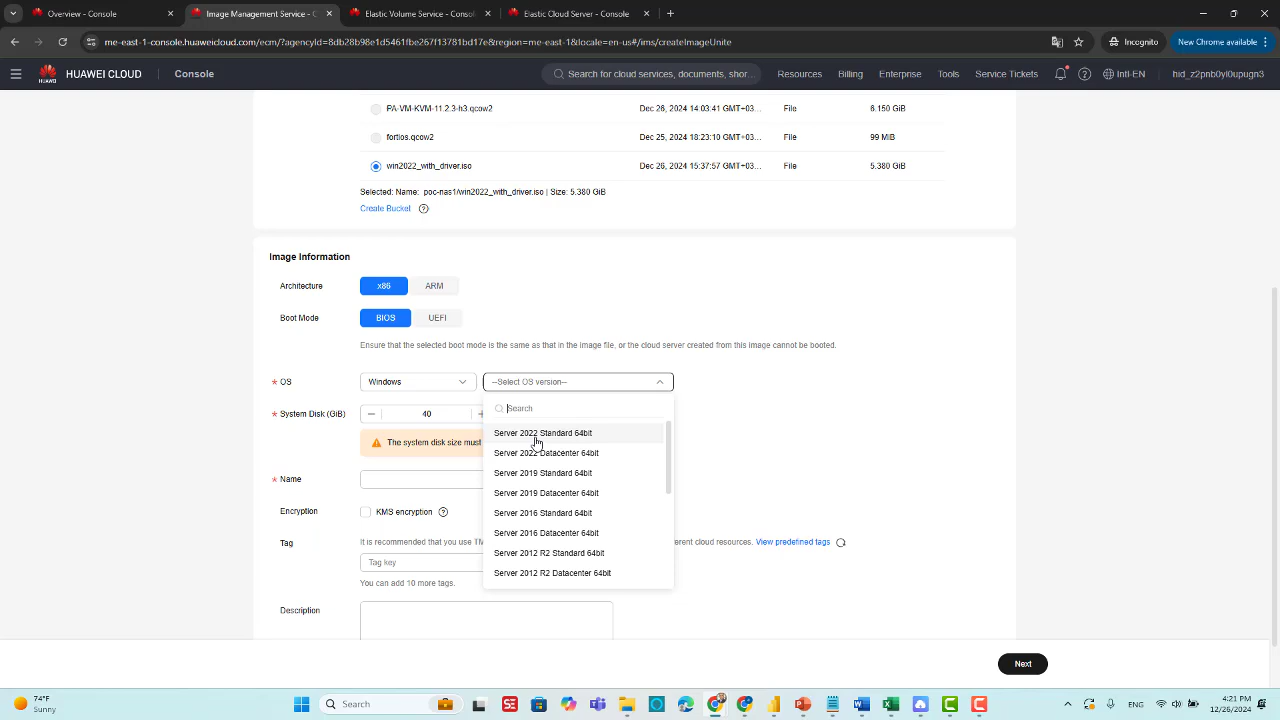 Overview - Console
Image Management Service - C
Elastic Volume Service - Consol
Elastic Cloud Server - Console
me-east-1-console.huaweicloud.com/ecm/?agencyId=8db28b98e1d5461fbe267f13781bd17e&region=me-east-1&locale=en-us#/ims/createImageUnite
Incognito
New Chrome available
HUAWEI CLOUD
Console
Search for cloud services, documents, shor
Resources
Billing
Enterprise
Tools
Service Tickets
Intl-EN
hid_z2pnb0yl0upugn3
PA-VM-KVM-11.2.3-h3.qcow2 Dec 26, 2024 14:03:41 GMT+03... File 6.150 GiB
fortios.qcow2 Dec 25, 2024 18:23:10 GMT+03... File 99 MiB
win2022_with_driver.iso Dec 26, 2024 15:37:57 GMT+03... File 5.380 GiB
Selected: Name: poc-nas1/win2022_with_driver.iso | Size: 5.380 GiB
Create Bucket
Image Information
Architecture x86 ARM
Boot Mode BIOS UEFI
Ensure that the selected boot mode is the same as that in the image file, or the cloud server created from this image cannot be booted.
* OS Windows --Select OS version--
Search
Server 2022 Standard 64bit
Server 2022 Datacenter 64bit
Server 2019 Standard 64bit
Server 2019 Datacenter 64bit
Server 2016 Standard 64bit
Server 2016 Datacenter 64bit
Server 2012 R2 Standard 64bit
Server 2012 R2 Datacenter 64bit
* System Disk (GiB) 40
The system disk size must
* Name
Encryption KMS encryption
Tag It is recommended that you use TM erent cloud resources. View predefined tags
Tag key
You can add 10 more tags.
Description
Next
74°F
Sunny
Search
ENG
4:21 PM
12/26/2024